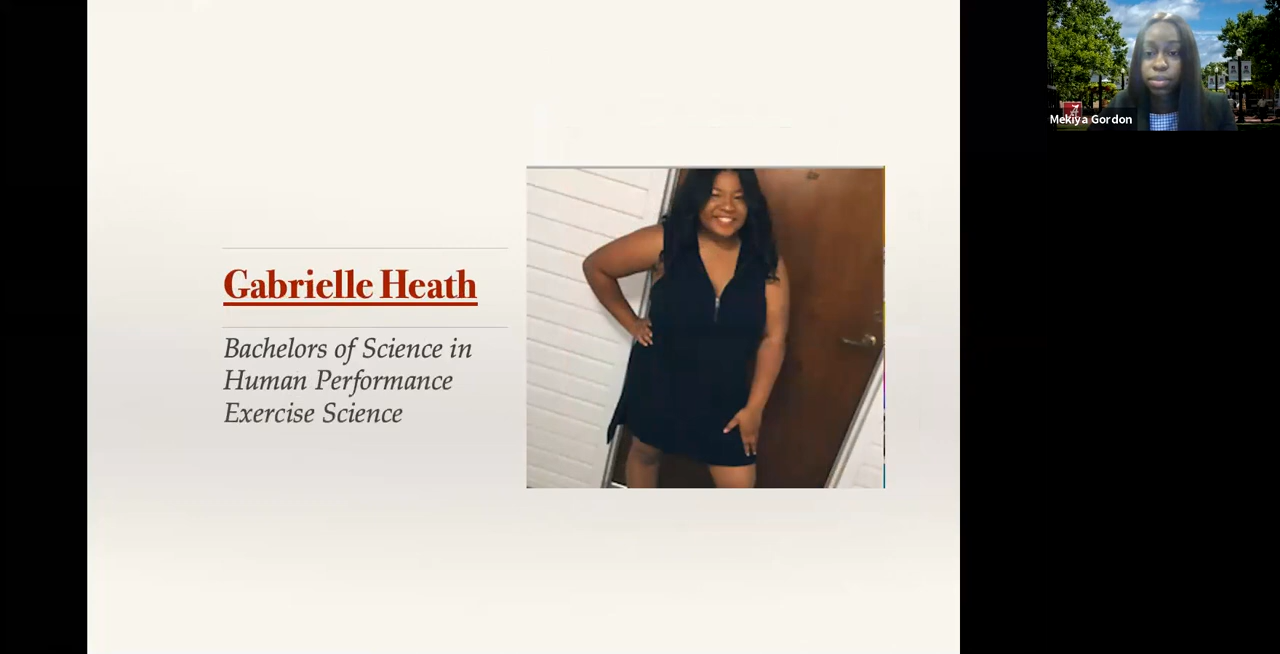 Gabrielle Heath
Bachelors of Science in
Human Performance
Exercise Science
Mekiya Gordon